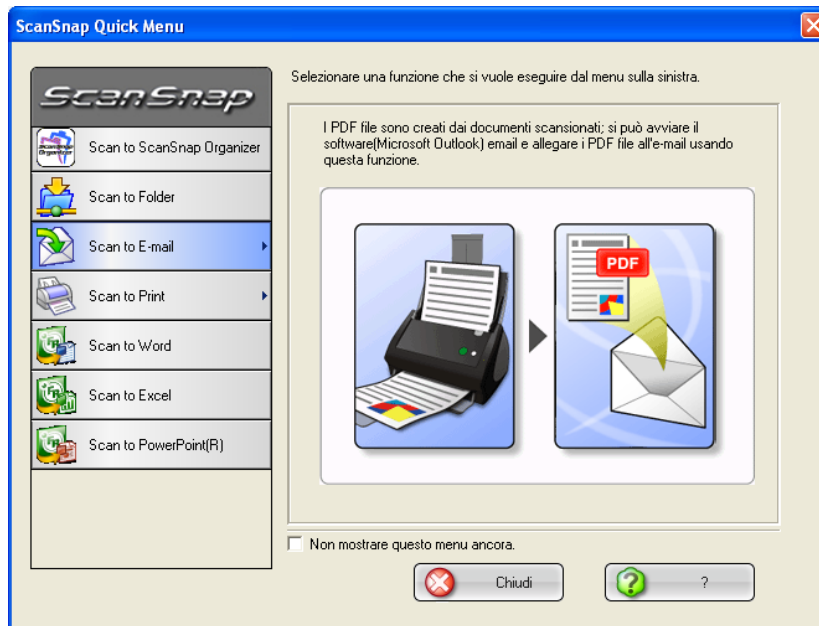 ScanSnap Quick Menu
ScanSnap
Scan to ScanSnap Organizer
Scan to Folder
Scan to E-mail
Scan to Print
Scan to Word
Scan to Excel
Scan to PowerPoint(R)
Selezionare una funzione che si vuole eseguire dal menu sulla sinistra.
I PDF file sono creati dai documenti scansionati; si può avviare il
software(Microsoft Outlook) email e allegare i PDF file all'e-mail usando
questa funzione.
PDF
Non mostrare questo menu ancora.
Chiudi
?